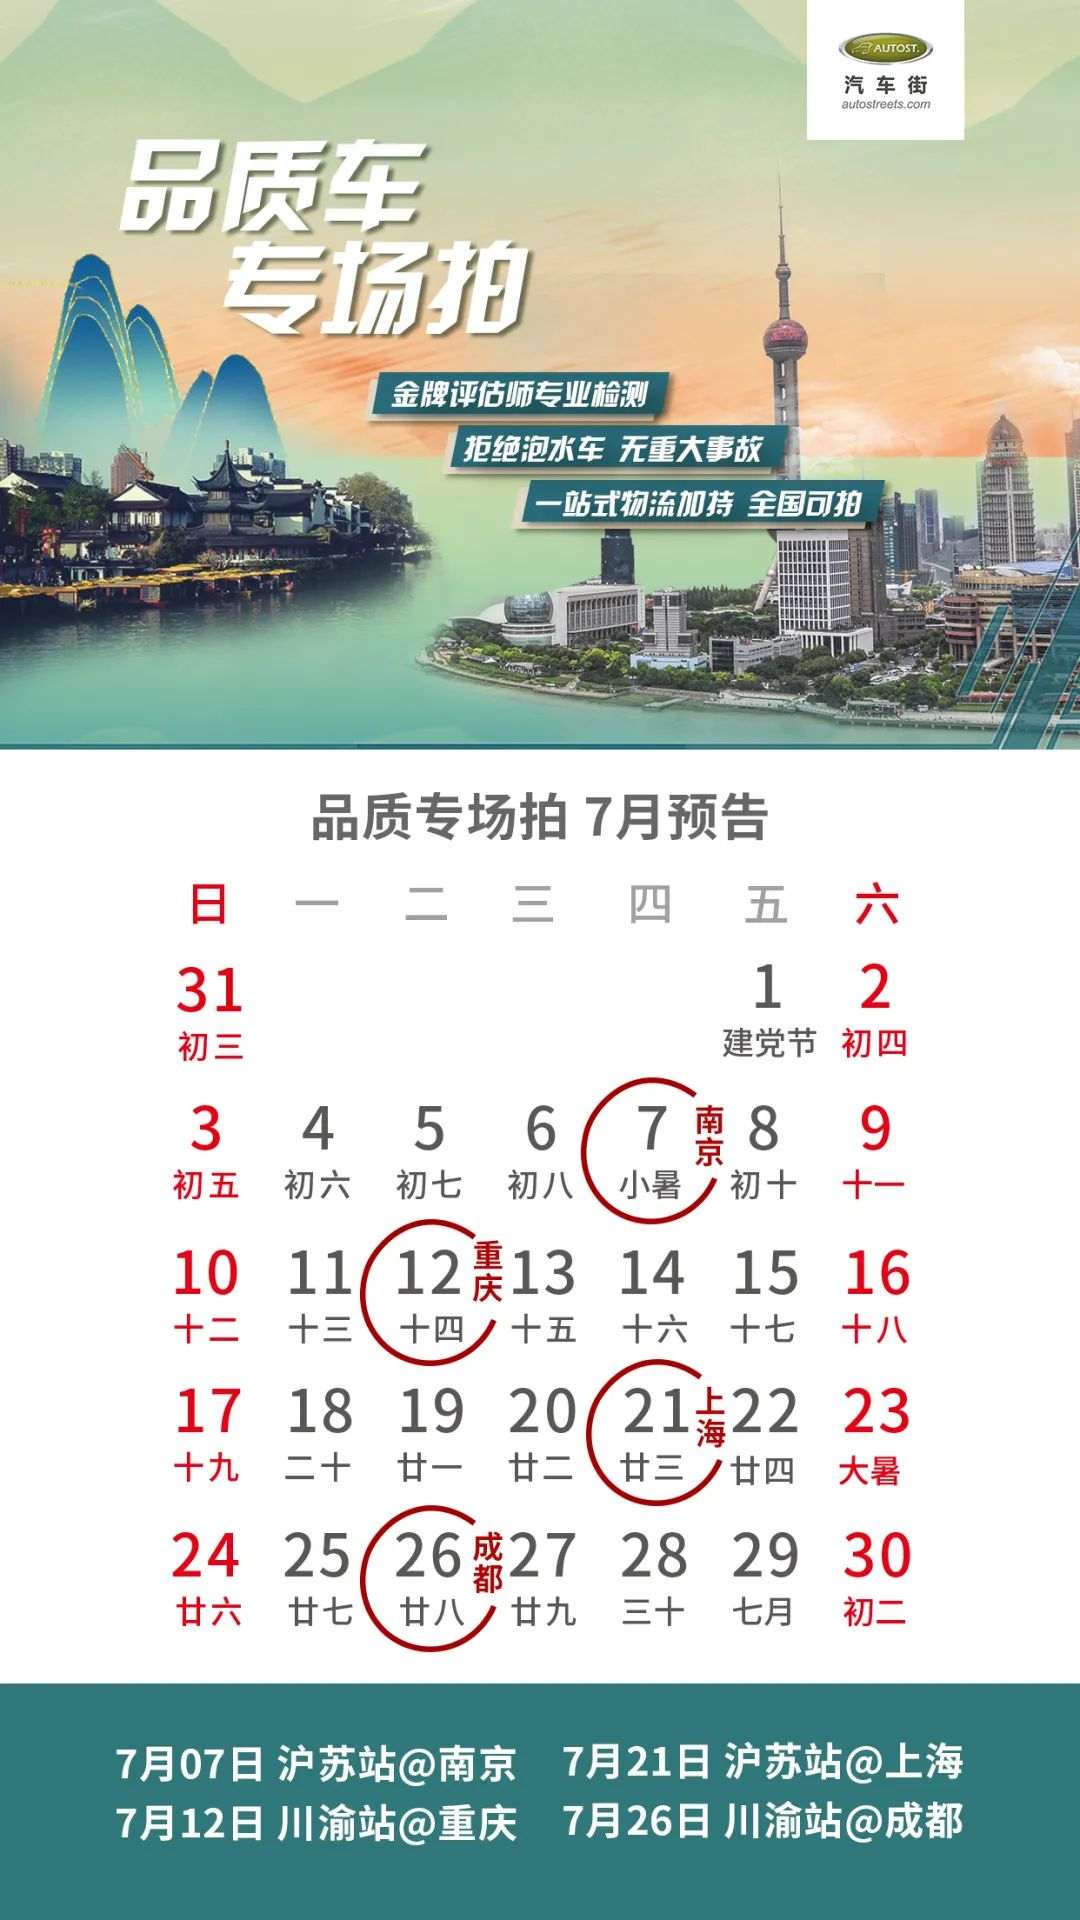 AUTOST.
汽车街
autostreets.com
品质车
专场拍
金牌评估师专业检测
拒绝泡水车 无重大事故
一站式物流加持 全国可拍
品质专场拍 7月预告
日 一 二 三 四 五 六
31 1 2
初三 建党节 初四
3 4 5 6 7 南京 8 9
初五 初六 初七 初八 小暑 初十 十一
10 11 12 重庆 13 14 15 16
十二 十三 十四 十五 十六 十七 十八
17 18 19 20 21 上海 22 23
十九 二十 廿一 廿二 廿三 廿四 大暑
24 25 26 成都 27 28 29 30
廿六 廿七 廿八 廿九 三十 七月 初二
7月07日 沪苏站@南京 7月21日 沪苏站@上海
7月12日 川渝站@重庆 7月26日 川渝站@成都